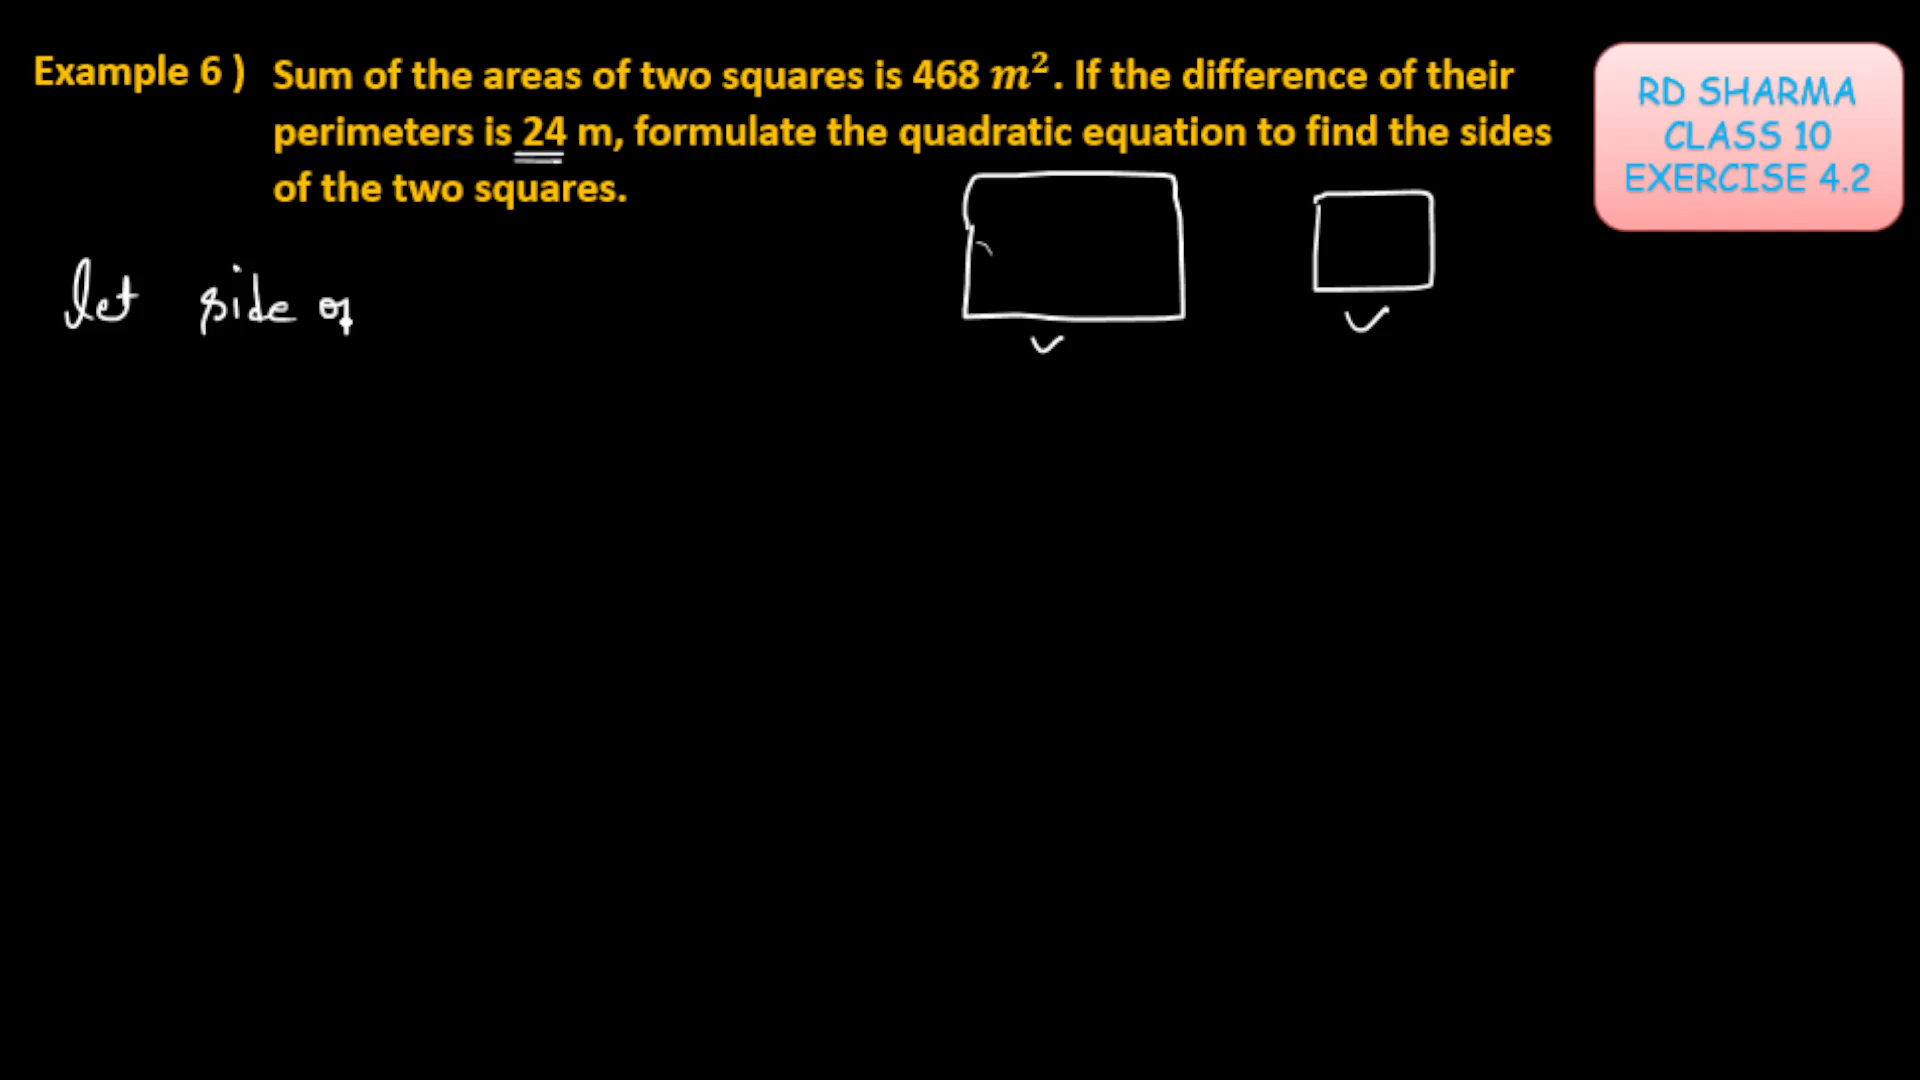 Example 6 ) Sum of the areas of two squares is 468 m². If the difference of their
perimeters is 24 m, formulate the quadratic equation to find the sides
of the two squares.
RD SHARMA
CLASS 10
EXERCISE 4.2
let side of